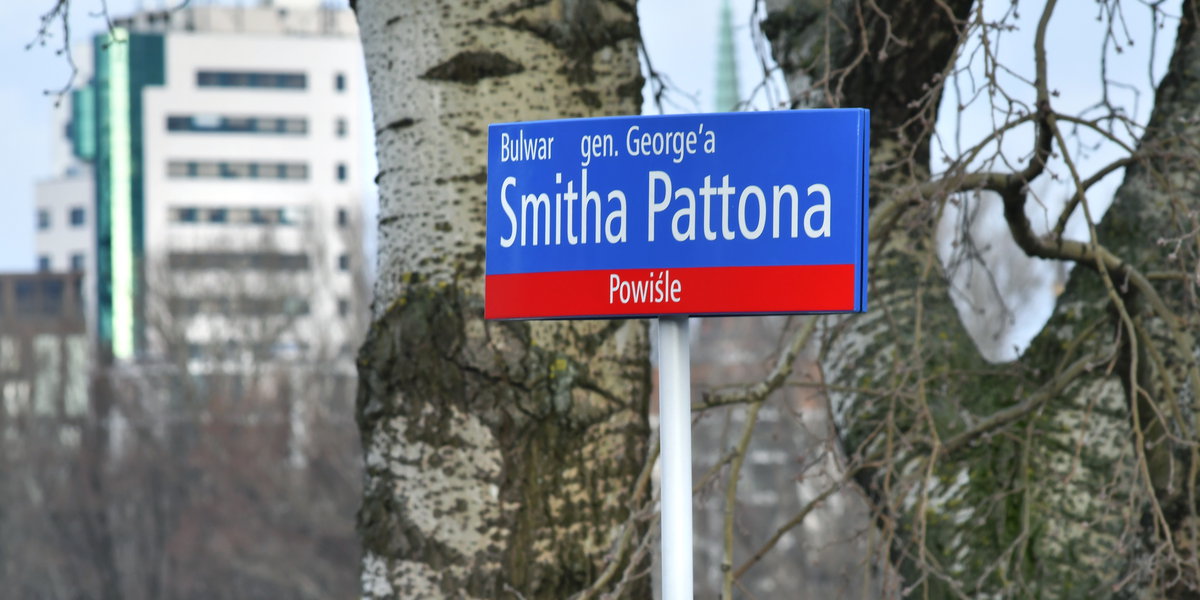 Bulwar gen. George'a
Smitha Pattona
Powiśle